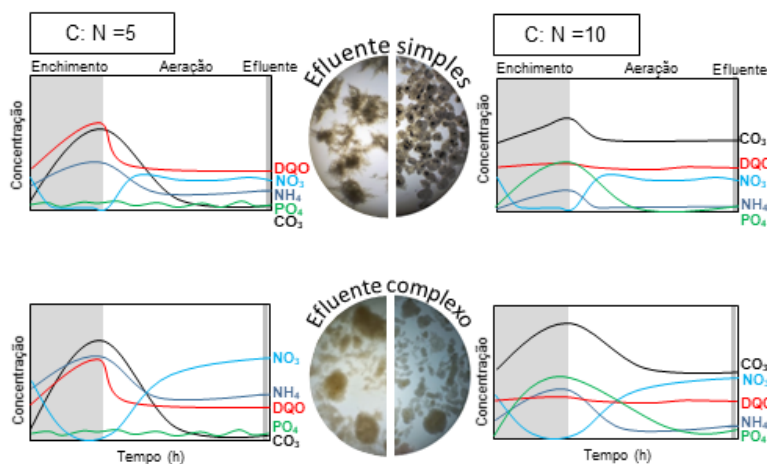 C: N =5
C: N =10
Efluente simples
Enchimento Aeração Efluente
Concentração
DQO
NO₃
NH₄
PO₄
CO₃
Enchimento Aeração Efluente
Concentração
CO₃
DQO
NO₃
NH₄
PO₄
Efluente complexo
Concentração
NO₃
NH₄
DQO
PO₄
CO₃
Tempo (h)
Concentração
CO₃
NO₃
DQO
NH₄
PO₄
Tempo (h)